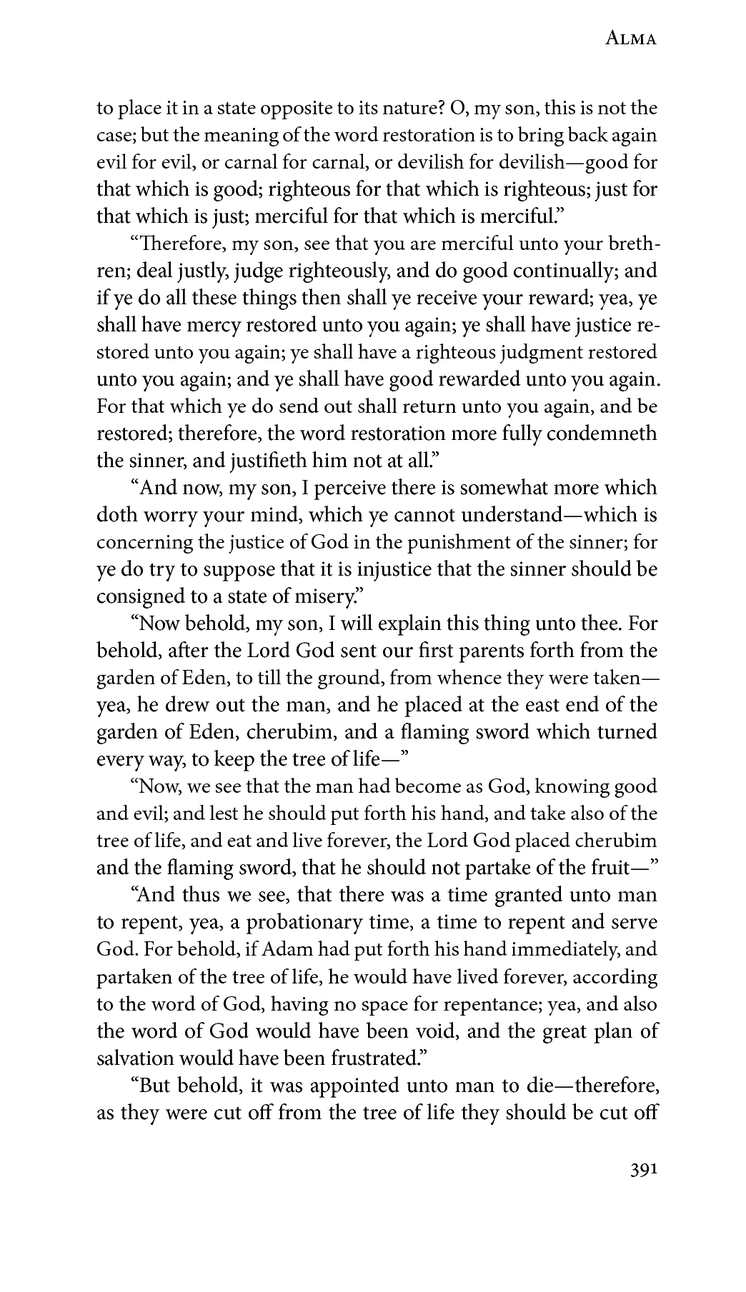 Alma
to place it in a state opposite to its nature? O, my son, this is not the
case; but the meaning of the word restoration is to bring back again
evil for evil, or carnal for carnal, or devilish for devilish—good for
that which is good; righteous for that which is righteous; just for
that which is just; merciful for that which is merciful.”
“Therefore, my son, see that you are merciful unto your breth-
ren; deal justly, judge righteously, and do good continually; and
if ye do all these things then shall ye receive your reward; yea, ye
shall have mercy restored unto you again; ye shall have justice re-
stored unto you again; ye shall have a righteous judgment restored
unto you again; and ye shall have good rewarded unto you again.
For that which ye do send out shall return unto you again, and be
restored; therefore, the word restoration more fully condemneth
the sinner, and justifieth him not at all.”
“And now, my son, I perceive there is somewhat more which
doth worry your mind, which ye cannot understand—which is
concerning the justice of God in the punishment of the sinner; for
ye do try to suppose that it is injustice that the sinner should be
consigned to a state of misery.”
“Now behold, my son, I will explain this thing unto thee. For
behold, after the Lord God sent our first parents forth from the
garden of Eden, to till the ground, from whence they were taken—
yea, he drew out the man, and he placed at the east end of the
garden of Eden, cherubim, and a flaming sword which turned
every way, to keep the tree of life—”
“Now, we see that the man had become as God, knowing good
and evil; and lest he should put forth his hand, and take also of the
tree of life, and eat and live forever, the Lord God placed cherubim
and the flaming sword, that he should not partake of the fruit—”
“And thus we see, that there was a time granted unto man
to repent, yea, a probationary time, a time to repent and serve
God. For behold, if Adam had put forth his hand immediately, and
partaken of the tree of life, he would have lived forever, according
to the word of God, having no space for repentance; yea, and also
the word of God would have been void, and the great plan of
salvation would have been frustrated.”
“But behold, it was appointed unto man to die—therefore,
as they were cut off from the tree of life they should be cut off
391